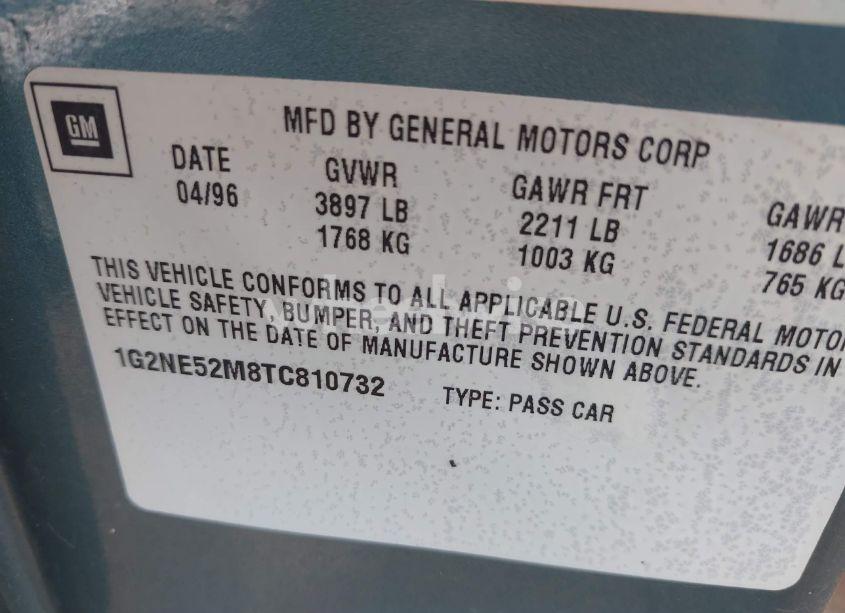 GM
MFD BY GENERAL MOTORS CORP
DATE GVWR GAWR FRT GAWR
04/96 3897 LB 2211 LB 1686 L
1768 KG 1003 KG 765 KG
THIS VEHICLE CONFORMS TO ALL APPLICABLE U.S. FEDERAL MOTO
VEHICLE SAFETY, BUMPER, AND THEFT PREVENTION STANDARDS IN
EFFECT ON THE DATE OF MANUFACTURE SHOWN ABOVE.
1G2NE52M8TC810732 TYPE: PASS CAR